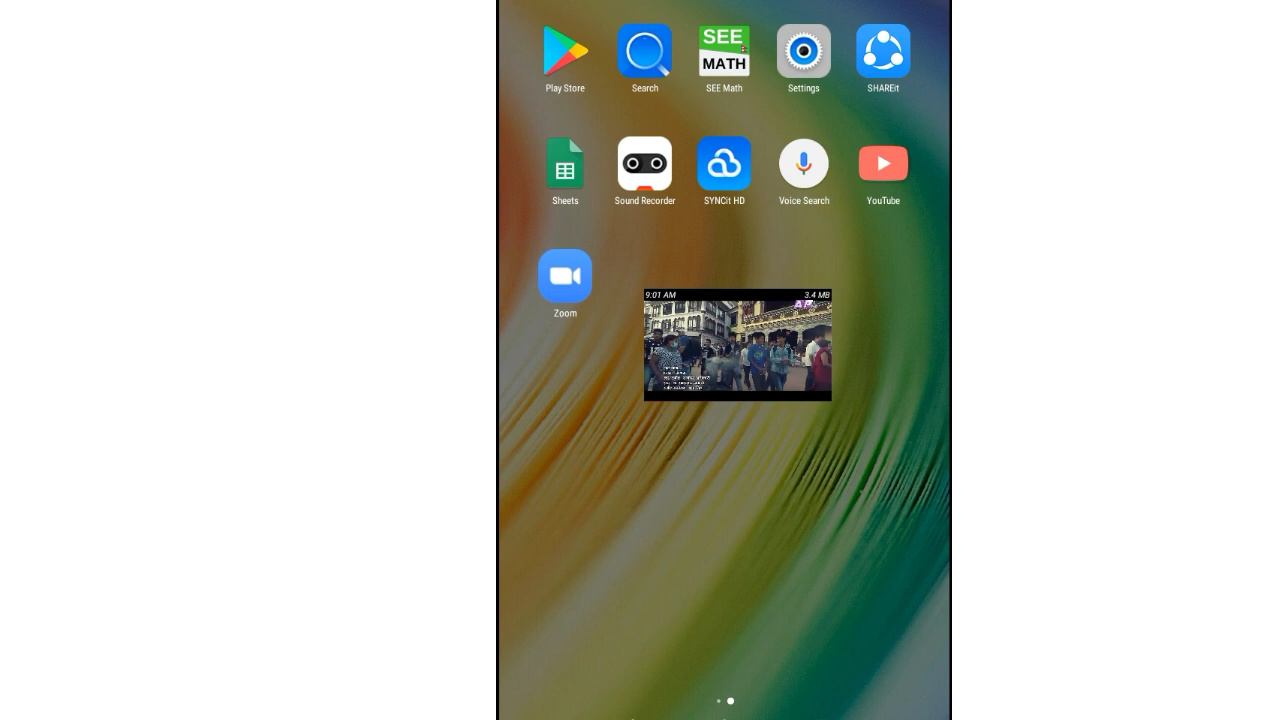 SEE
MATH
Play Store
Search
SEE Math
Settings
SHAREit
Sheets
Sound Recorder
SYNCit HD
Voice Search
YouTube
Zoom
9:01 AM
3.4 MB